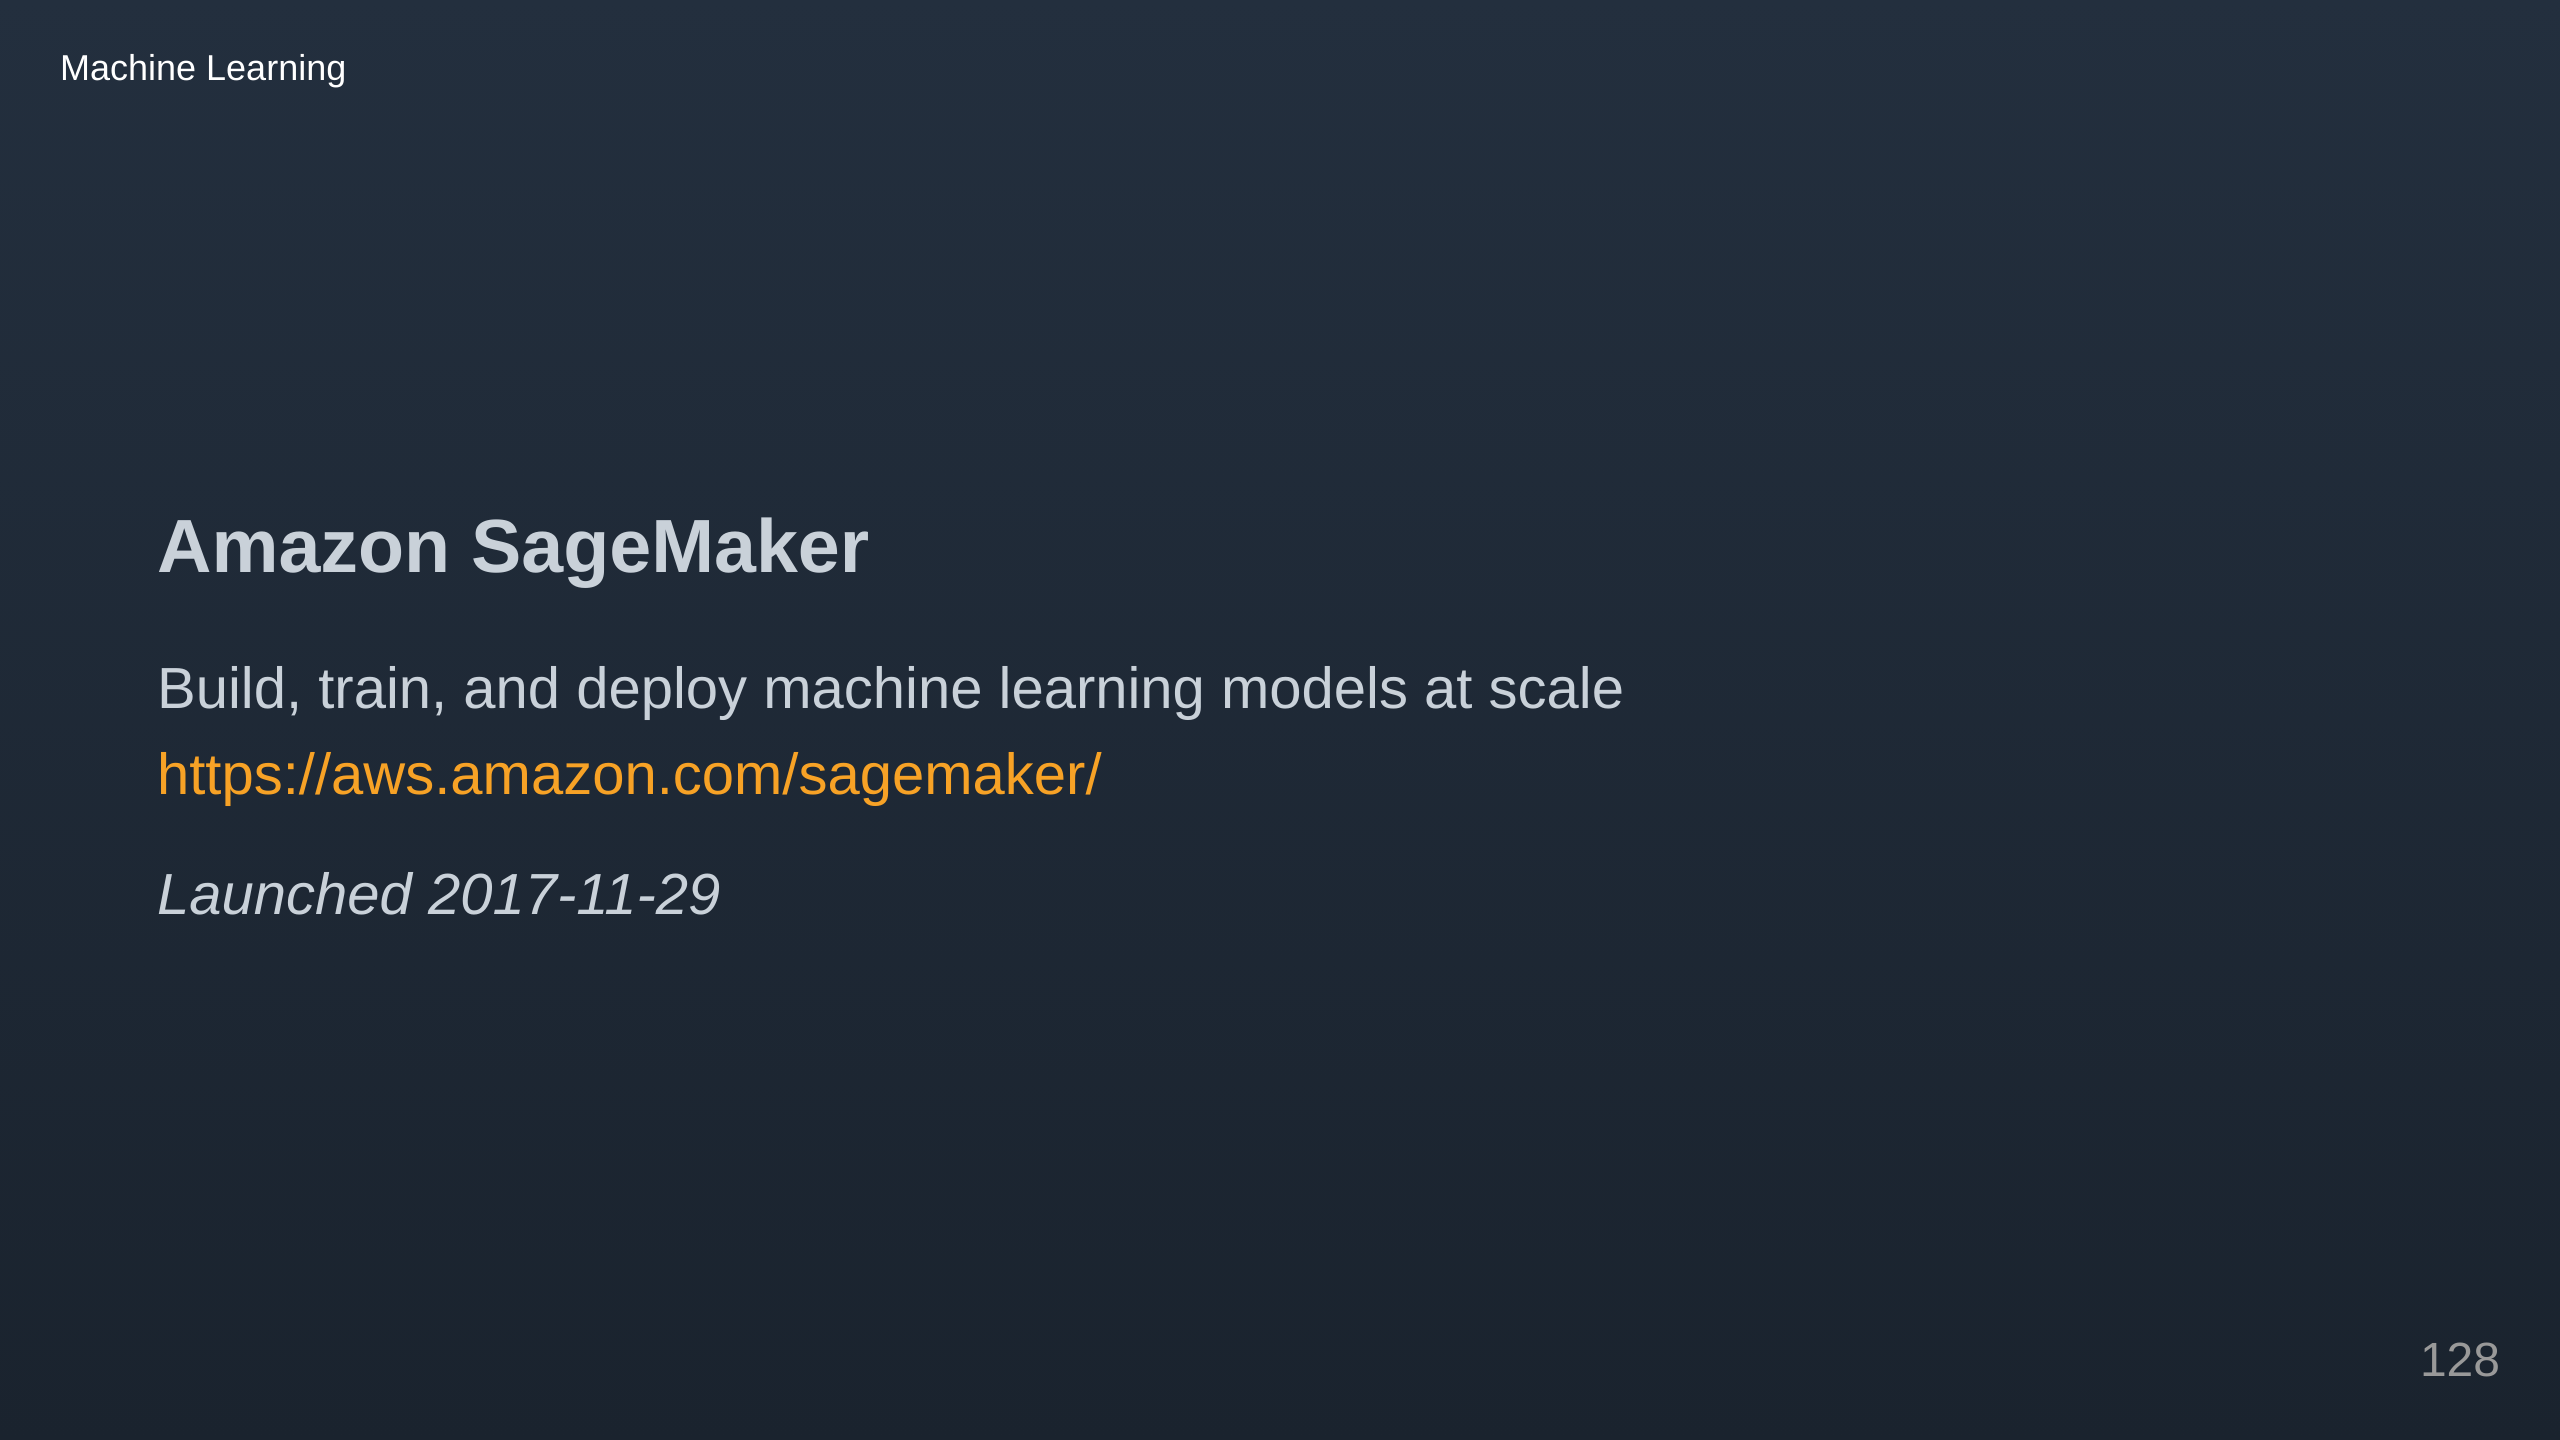 Machine Learning
Amazon SageMaker
Build, train, and deploy machine learning models at scale
https://aws.amazon.com/sagemaker/
Launched 2017-11-29
128